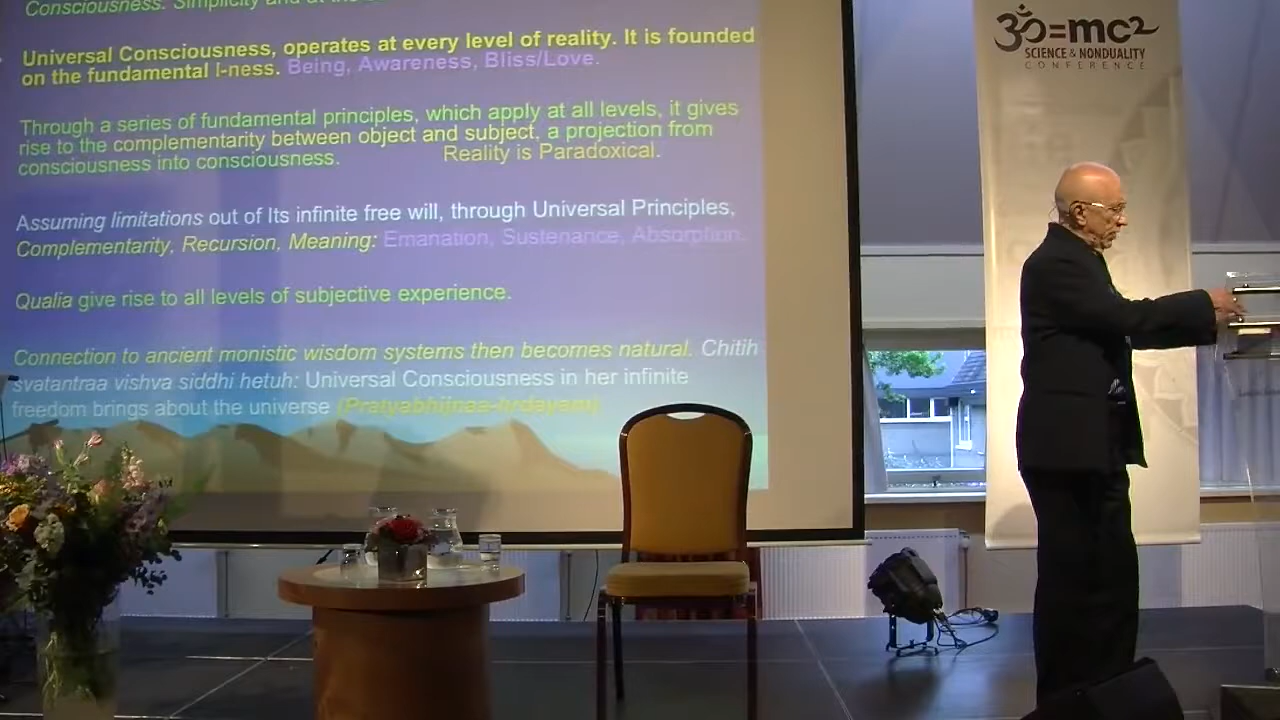 Consciousness: Simplicity and
Universal Consciousness, operates at every level of reality. It is founded
on the fundamental I-ness. Being, Awareness, Bliss/Love.
Through a series of fundamental principles, which apply at all levels, it gives
rise to the complementarity between object and subject, a projection from
consciousness into consciousness. Reality is Paradoxical.
Assuming limitations out of Its infinite free will, through Universal Principles,
Complementarity, Recursion, Meaning: Emanation, Sustenance, Absorption.
Qualia give rise to all levels of subjective experience.
Connection to ancient monistic wisdom systems then becomes natural. Chitih
svatantraa vishva siddhi hetuh: Universal Consciousness in her infinite
freedom brings about the universe (Pratyabhijnaa-hrdayam)
ॐ=mc2
SCIENCE & NONDUALITY
CONFERENCE